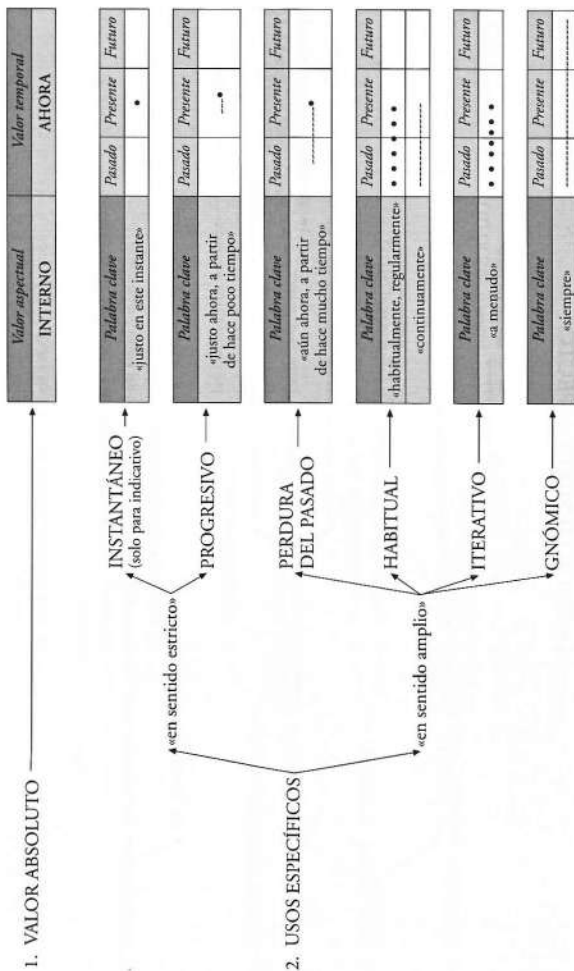 1. VALOR ABSOLUTO
Valor aspectual Valor temporal
INTERNO AHORA
2. USOS ESPECÍFICOS
«en sentido estricto»
INSTANTÁNEO
(solo para indicativo)
Palabra clave Pasado Presente Futuro
«justo en este instante»
PROGRESIVO
Palabra clave Pasado Presente Futuro
«justo ahora, a partir
de hace poco tiempo»
«en sentido amplio»
PERDURA
DEL PASADO
Palabra clave Pasado Presente Futuro
«aún ahora, a partir
de hace mucho tiempo»
HABITUAL
Palabra clave Pasado Presente Futuro
«habitualmente, regularmente»
«continuamente»
ITERATIVO
Palabra clave Pasado Presente Futuro
«a menudo»
GNÓMICO
Palabra clave Pasado Presente Futuro
«siempre»